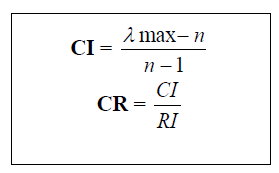 CI = (λ max− n) / (n − 1)
CR = CI / RI